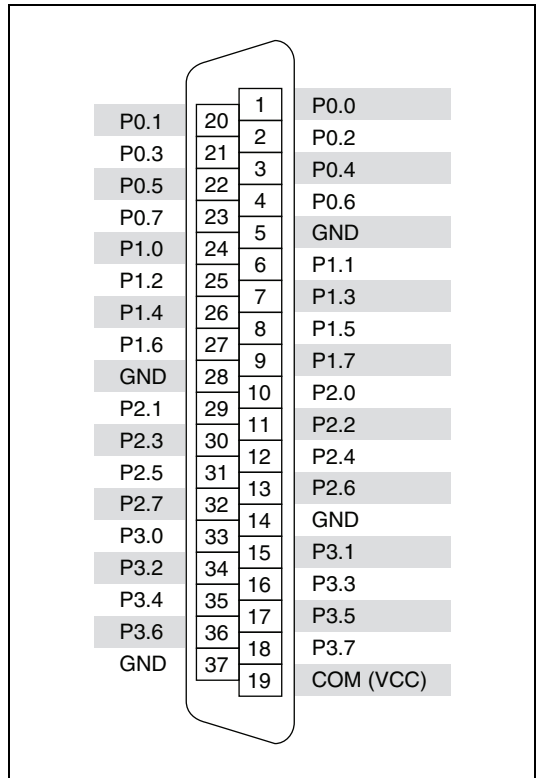 1 P0.0
P0.1 20
2 P0.2
P0.3 21
3 P0.4
P0.5 22
4 P0.6
P0.7 23
5 GND
P1.0 24
6 P1.1
P1.2 25
7 P1.3
P1.4 26
8 P1.5
P1.6 27
9 P1.7
GND 28
10 P2.0
P2.1 29
11 P2.2
P2.3 30
12 P2.4
P2.5 31
13 P2.6
P2.7 32
14 GND
P3.0 33
15 P3.1
P3.2 34
16 P3.3
P3.4 35
17 P3.5
P3.6 36
18 P3.7
GND 37
19 COM (VCC)